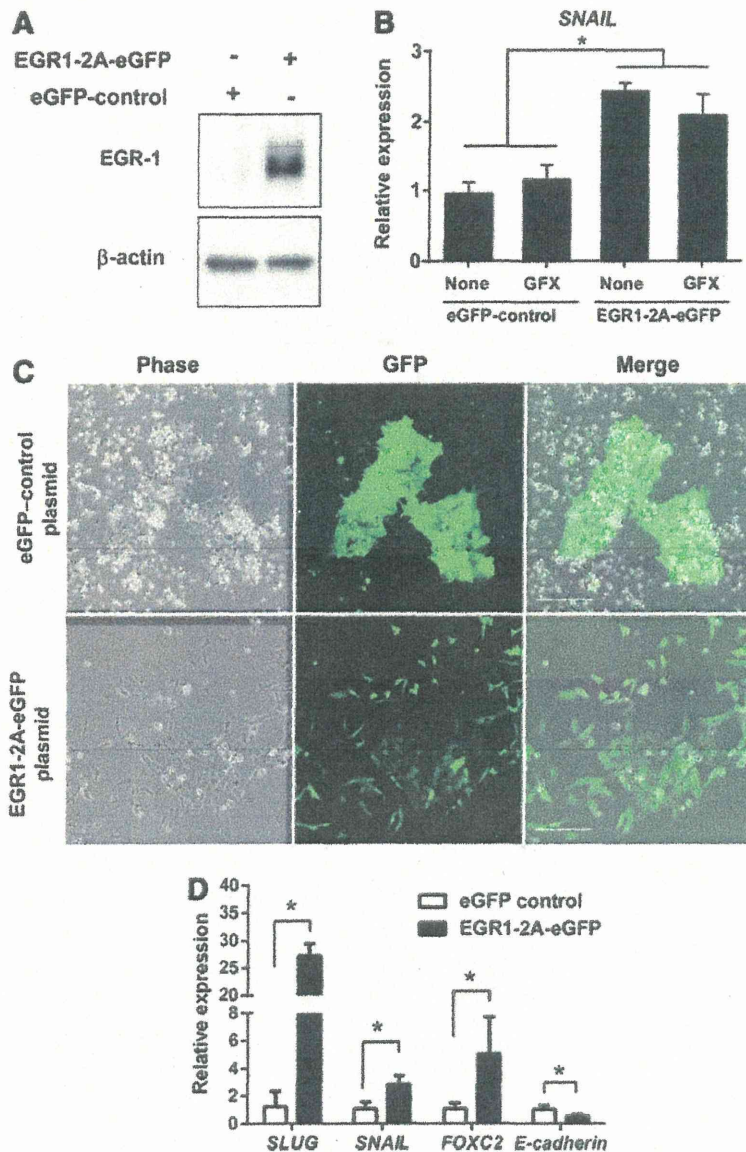 A
EGR1-2A-eGFP - +
eGFP-control + -
EGR-1
β-actin
B
SNAIL
*
Relative expression
3
2
1
0
None GFX None GFX
eGFP-control EGR1-2A-eGFP
C
Phase GFP Merge
eGFP-control
plasmid
EGR1-2A-eGFP
plasmid
D
Relative expression
40
35
30
25
20
8
6
4
2
0
eGFP control
EGR1-2A-eGFP
* * * *
SLUG SNAIL FOXC2 E-cadherin